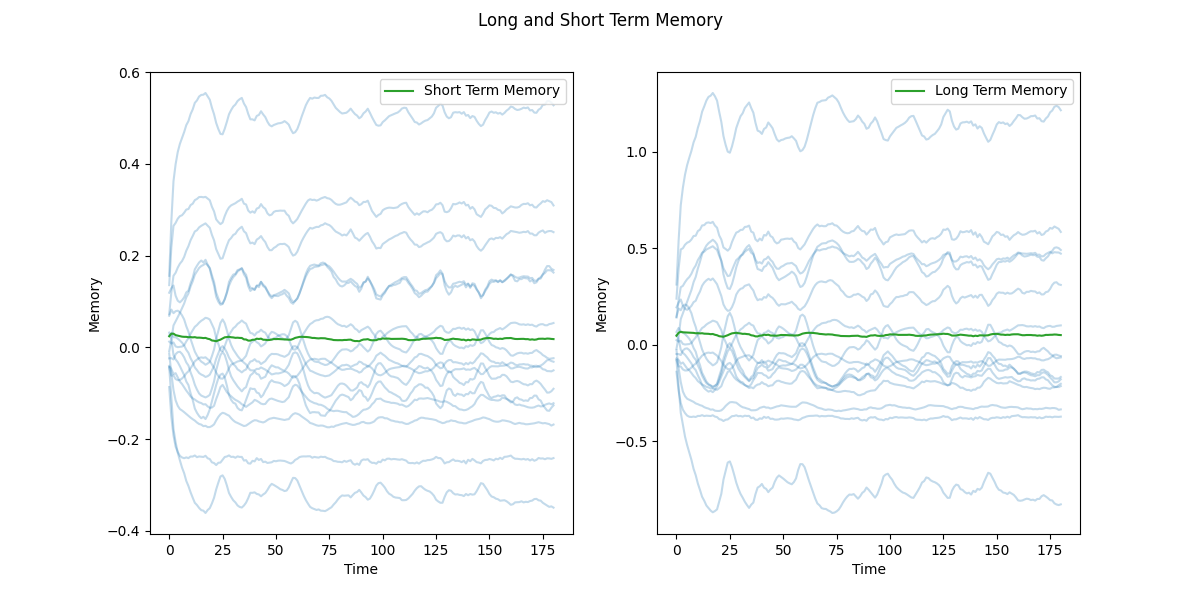 Long and Short Term Memory
Short Term Memory
0.6
0.4
0.2
0.0
−0.2
−0.4
Memory
0 25 50 75 100 125 150 175
Time
Long Term Memory
1.0
0.5
0.0
−0.5
Memory
0 25 50 75 100 125 150 175
Time